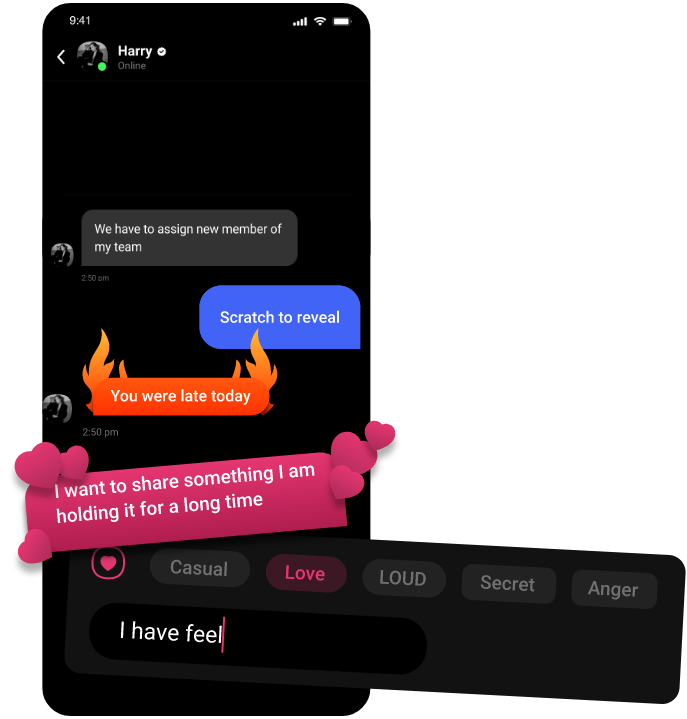 9:41
Harry
Online
We have to assign new member of
my team
2:50 pm
Scratch to reveal
You were late today
2:50 pm
I want to share something I am
holding it for a long time
Casual
Love
LOUD
Secret
Anger
I have feel